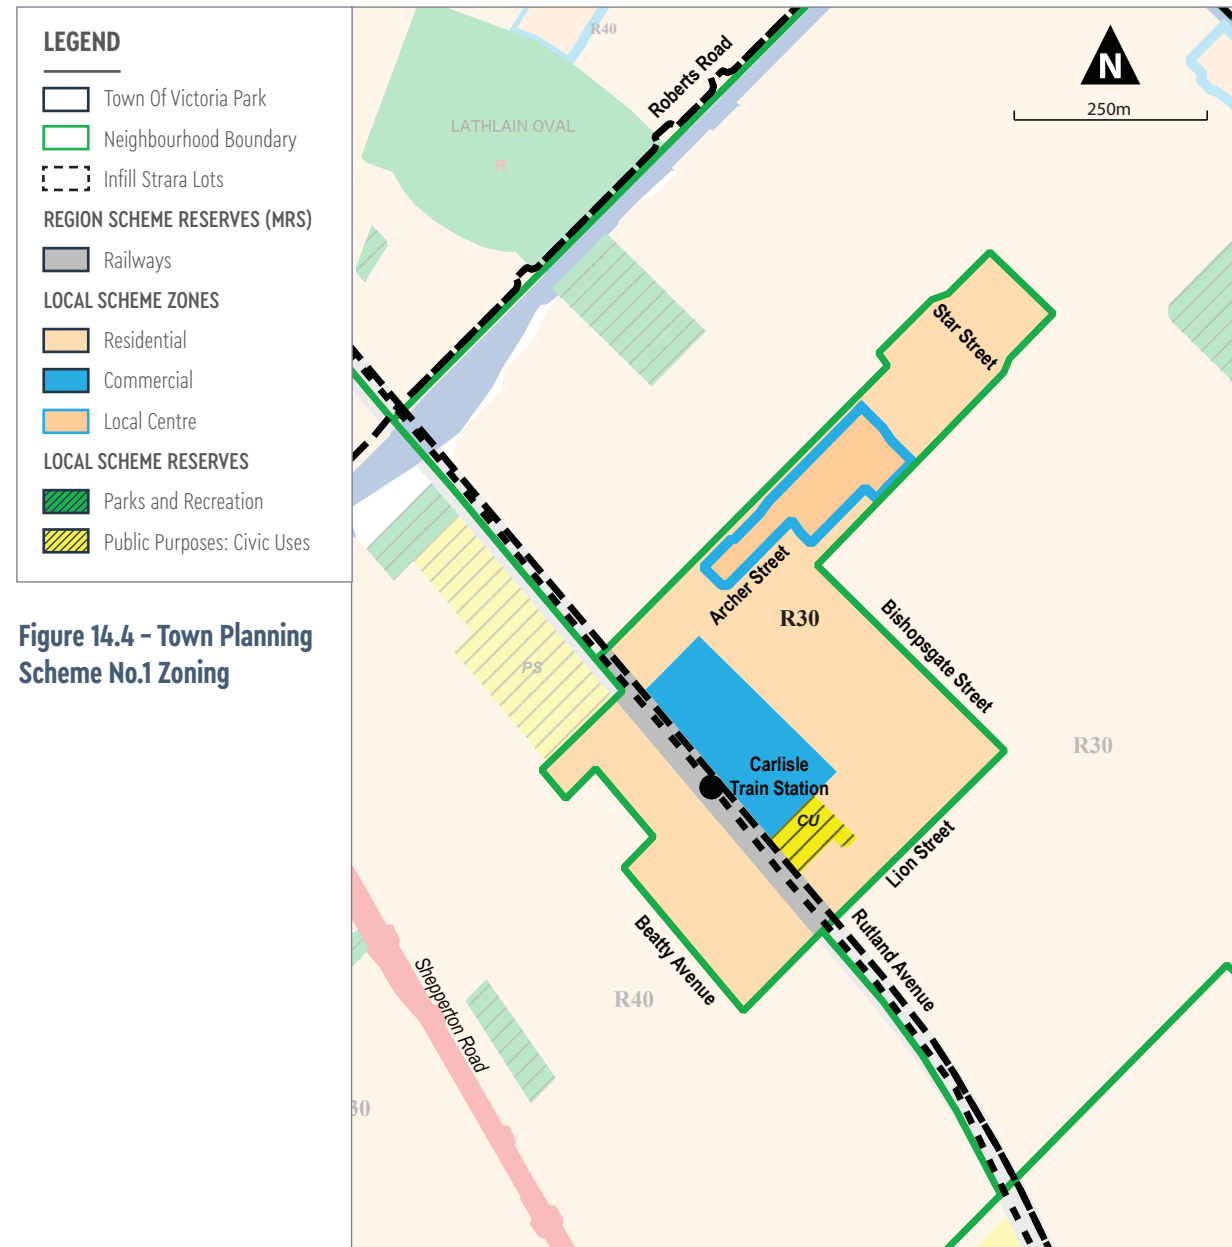 LEGEND
Town Of Victoria Park
Neighbourhood Boundary
Infill Strara Lots
REGION SCHEME RESERVES (MRS)
Railways
LOCAL SCHEME ZONES
Residential
Commercial
Local Centre
LOCAL SCHEME RESERVES
Parks and Recreation
Public Purposes: Civic Uses
Figure 14.4 – Town Planning
Scheme No.1 Zoning
R40
Roberts Road
N
250m
LATHLAIN OVAL
R
Star Street
Archer Street
R30
Bishopsgate Street
PS
R30
Carlisle
Train Station
CU
Lion Street
Rutland Avenue
Beatty Avenue
Shepperton Road
R40
30